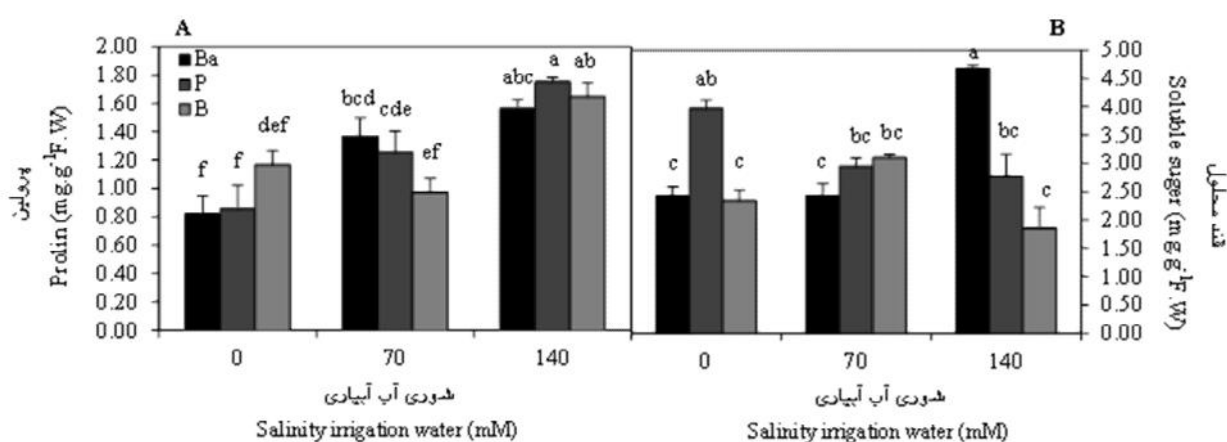 A
B
2.00
1.80
1.60
1.40
1.20
1.00
0.80
0.60
0.40
0.20
0.00
پرولین
Prolin (mg.g-1F.W)
Ba
P
B
f
f
def
bcd
cde
ef
abc
a
ab
0
70
140
شوری آب آبیاری
Salinity irrigation water (mM)
c
ab
c
c
bc
bc
a
bc
c
0
70
140
شوری آب آبیاری
Salinity irrigation water (mM)
5.00
4.50
4.00
3.50
3.00
2.50
2.00
1.50
1.00
0.50
0.00
Soluble suger (mg.g-1F.W)
قند محلول